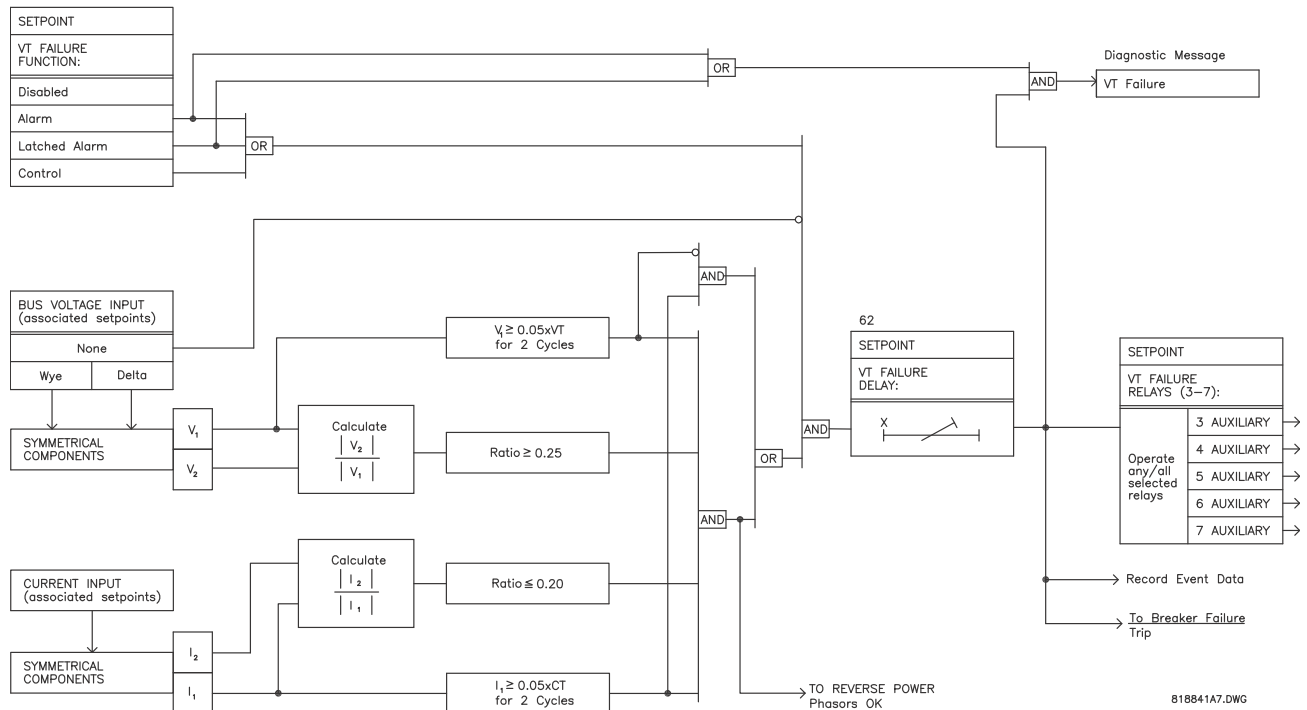 SETPOINT
VT FAILURE
FUNCTION:
Disabled
Alarm
Latched Alarm
Control
OR
OR
AND
Diagnostic Message
VT Failure
BUS VOLTAGE INPUT
(associated setpoints)
None
Wye
Delta
SYMMETRICAL
COMPONENTS
V₁
V₂
Calculate
|V₂|
|V₁|
V₁ ≥ 0.05xVT
for 2 Cycles
Ratio ≥ 0.25
AND
CURRENT INPUT
(associated setpoints)
SYMMETRICAL
COMPONENTS
I₂
I₁
Calculate
|I₂|
|I₁|
Ratio ≤ 0.20
I₁ ≥ 0.05xCT
for 2 Cycles
AND
OR
AND
TO REVERSE POWER
Phasors OK
62
SETPOINT
VT FAILURE
DELAY:
X
SETPOINT
VT FAILURE
RELAYS (3–7):
Operate
any/all
selected
relays
3 AUXILIARY
4 AUXILIARY
5 AUXILIARY
6 AUXILIARY
7 AUXILIARY
Record Event Data
To Breaker Failure
Trip
818841A7.DWG